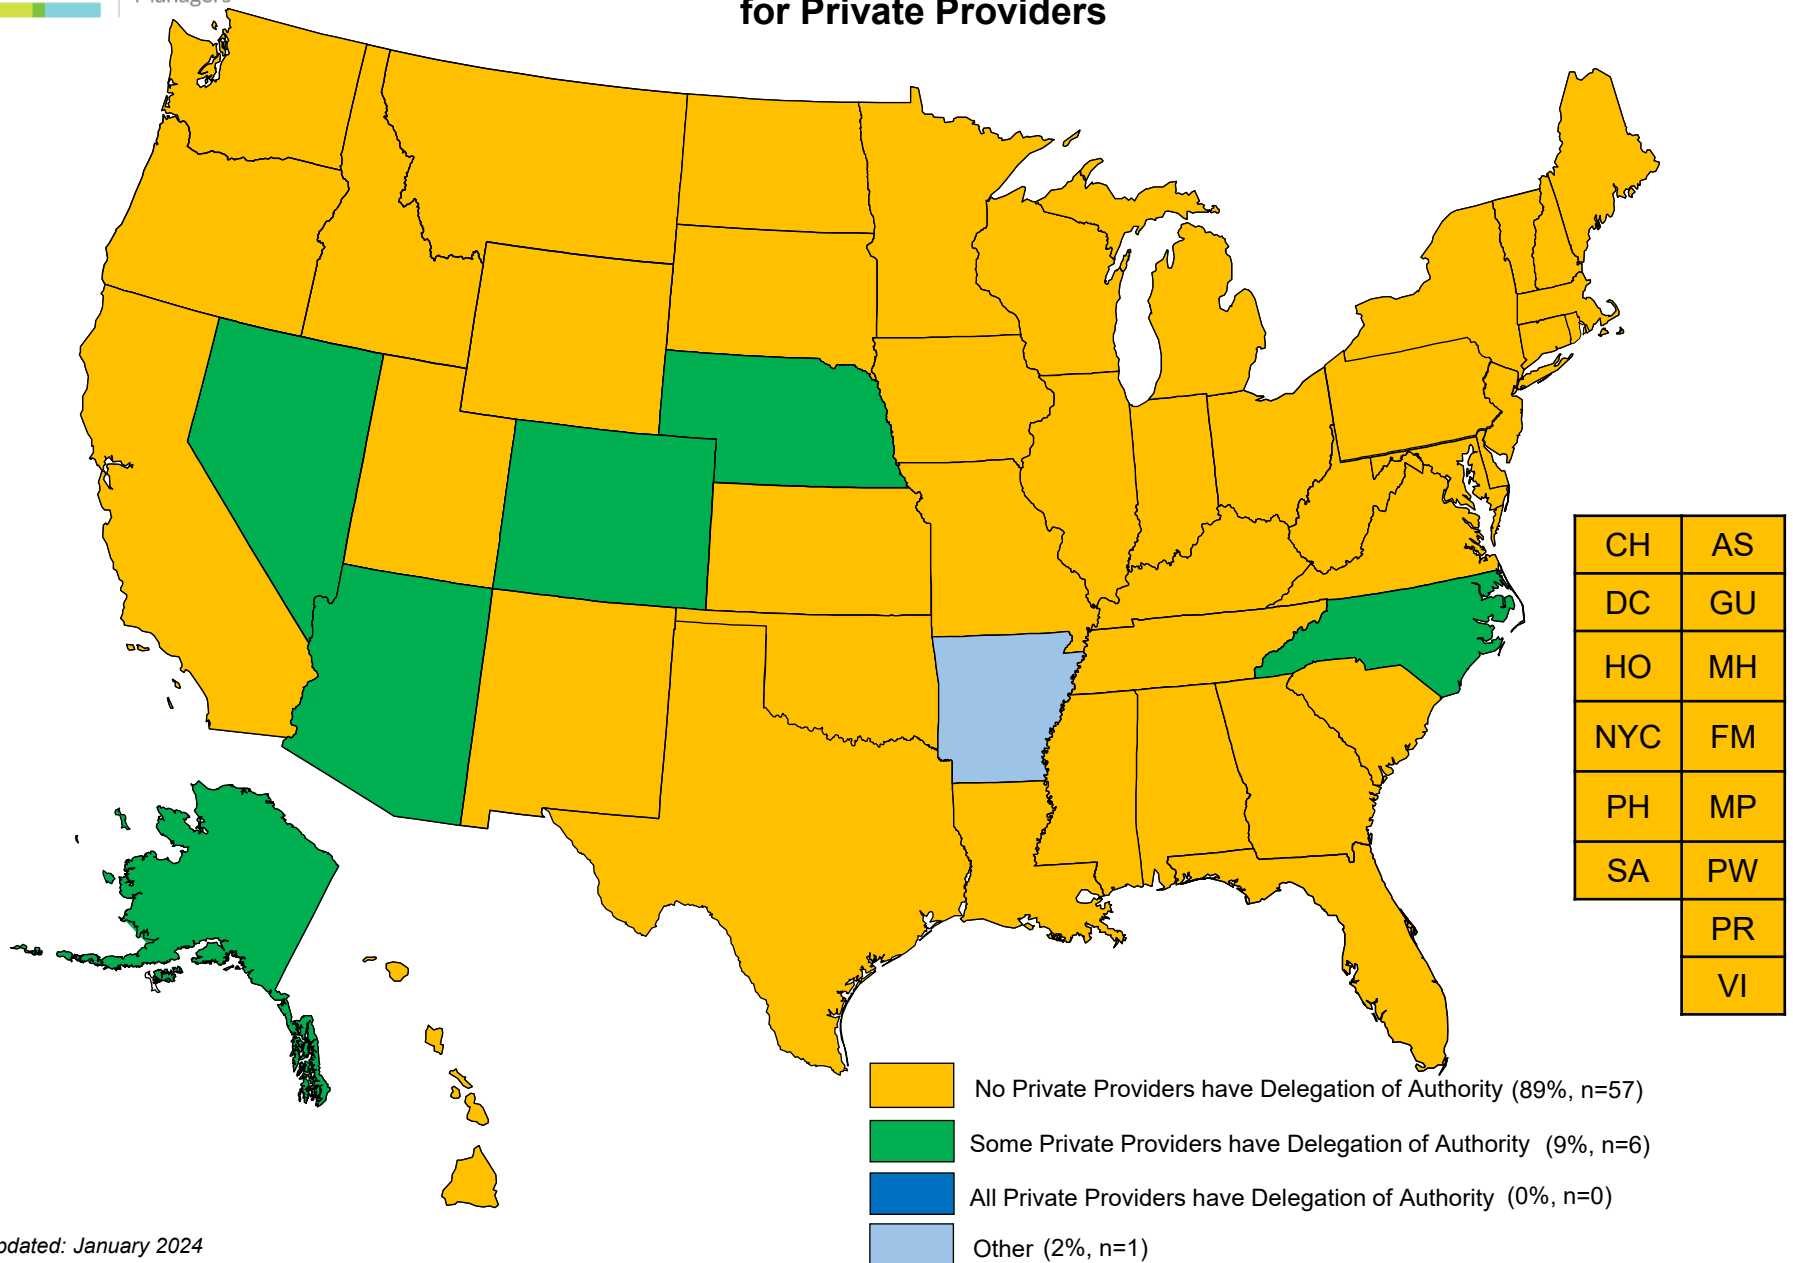 Managers
for Private Providers
CH AS
DC GU
HO MH
NYC FM
PH MP
SA PW
PR
VI
No Private Providers have Delegation of Authority (89%, n=57)
Some Private Providers have Delegation of Authority (9%, n=6)
All Private Providers have Delegation of Authority (0%, n=0)
Other (2%, n=1)
pdated: January 2024